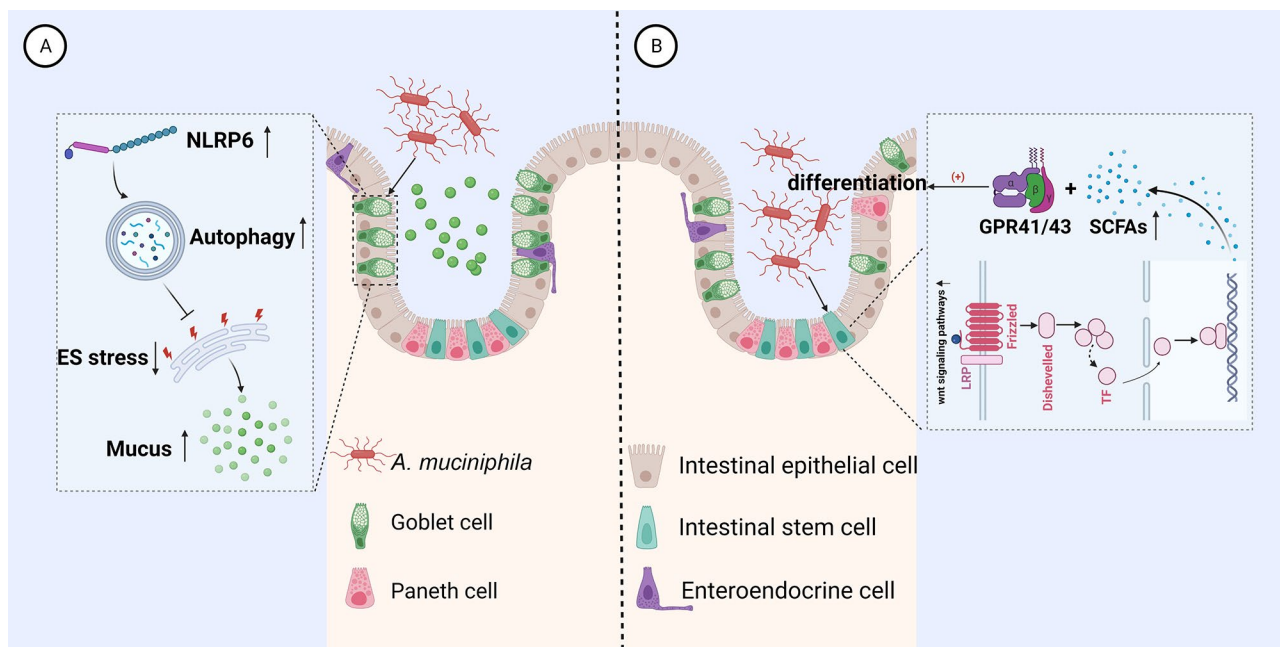 A
NLRP6
Autophagy
ES stress
Mucus
A. muciniphila
Goblet cell
Paneth cell
B
differentiation
(+)
α
β
γ
+
GPR41/43
SCFAs
wnt signaling pathways
LRP
Frizzled
Dishevelled
TF
Intestinal epithelial cell
Intestinal stem cell
Enteroendocrine cell